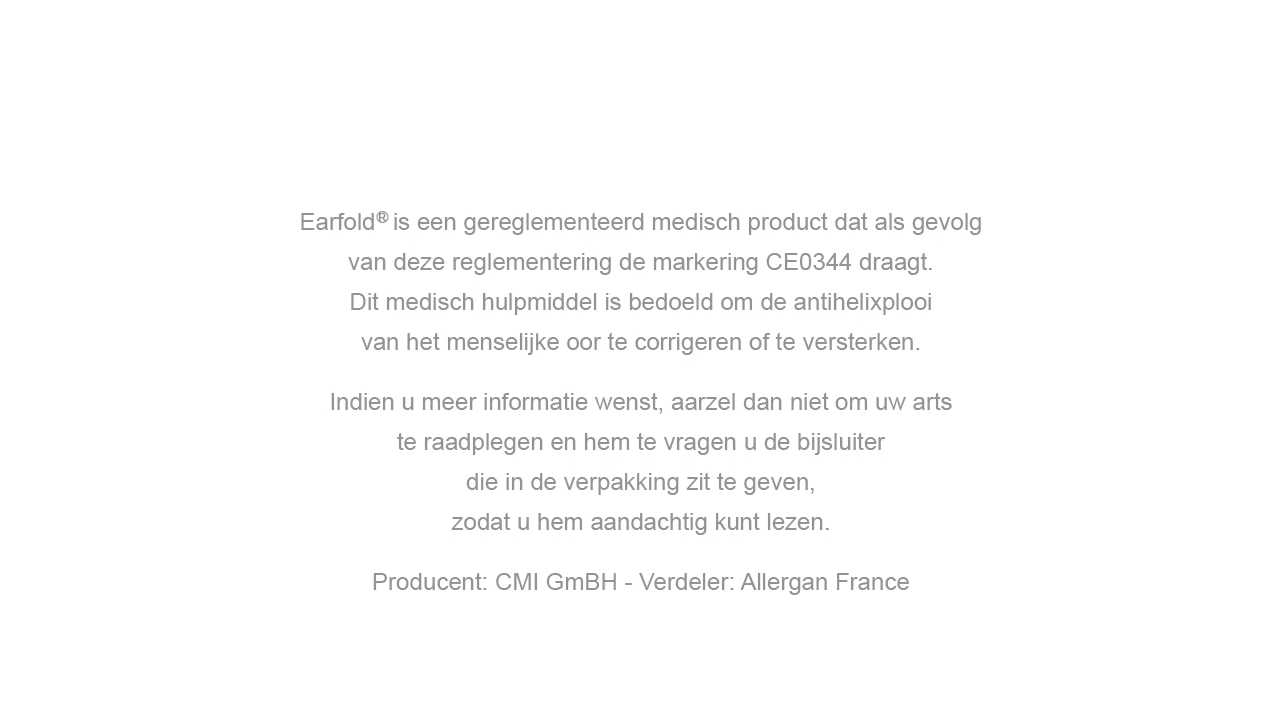 Earfold® is een gereglementeerd medisch product dat als gevolg
van deze reglementering de markering CE0344 draagt.
Dit medisch hulpmiddel is bedoeld om de antihelixplooi
van het menselijke oor te corrigeren of te versterken.
Indien u meer informatie wenst, aarzel dan niet om uw arts
te raadplegen en hem te vragen u de bijsluiter
die in de verpakking zit te geven,
zodat u hem aandachtig kunt lezen.
Producent: CMI GmBH - Verdeler: Allergan France